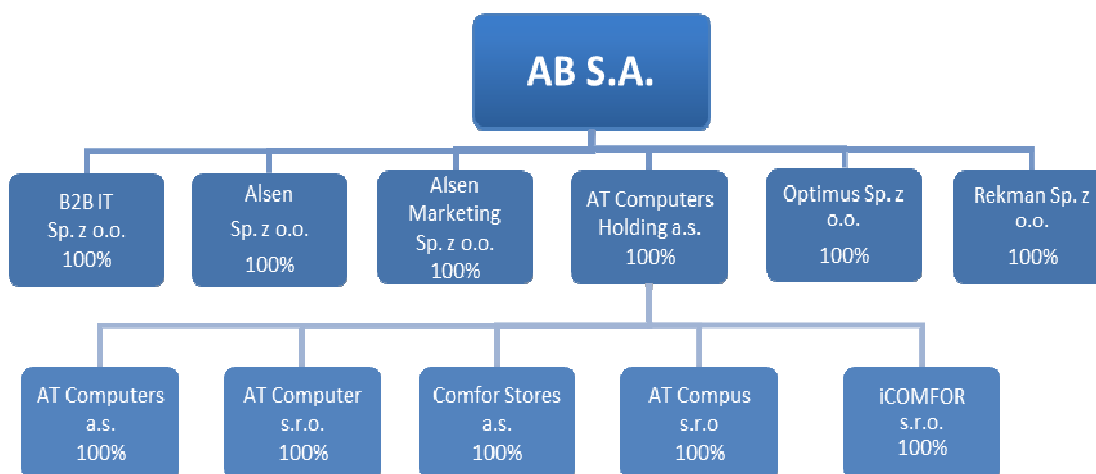 AB S.A.
B2B IT
Sp. z o.o.
100%
Alsen
Sp. z o.o.
100%
Alsen
Marketing
Sp. z o.o.
100%
AT Computers
Holding a.s.
100%
Optimus Sp. z
o.o.
100%
Rekman Sp. z
o.o.
100%
AT Computers
a.s.
100%
AT Computer
s.r.o.
100%
Comfor Stores
a.s.
100%
AT Compus
s.r.o
100%
iCOMFOR
s.r.o.
100%